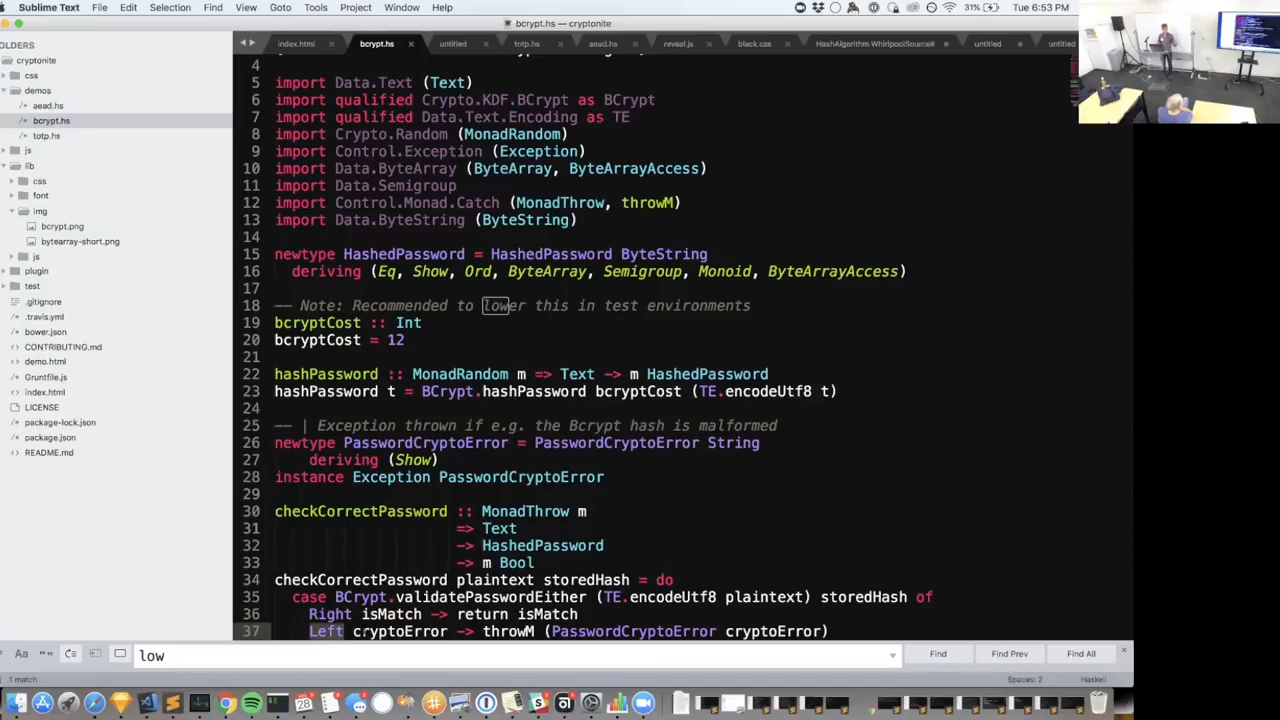 Sublime Text File Edit Selection Find View Goto Tools Project Window Help 31% Tue 6:53 PM
bcrypt.hs — cryptonite
OLDERS
cryptonite
css
demos
aead.hs
bcrypt.hs
totp.hs
js
lib
css
font
img
bcrypt.png
bytearray-short.png
js
plugin
test
.gitignore
.travis.yml
bower.json
CONTRIBUTING.md
demo.html
Gruntfile.js
index.html
LICENSE
package-lock.json
package.json
README.md
index.html bcrypt.hs untitled totp.hs aead.hs reveal.js black.css HashAlgorithm WhirlpoolSource# untitled untitled
4
5 import Data.Text (Text)
6 import qualified Crypto.KDF.BCrypt as BCrypt
7 import qualified Data.Text.Encoding as TE
8 import Crypto.Random (MonadRandom)
9 import Control.Exception (Exception)
10 import Data.ByteArray (ByteArray, ByteArrayAccess)
11 import Data.Semigroup
12 import Control.Monad.Catch (MonadThrow, throwM)
13 import Data.ByteString (ByteString)
14
15 newtype HashedPassword = HashedPassword ByteString
16 deriving (Eq, Show, Ord, ByteArray, Semigroup, Monoid, ByteArrayAccess)
17
18 -- Note: Recommended to lower this in test environments
19 bcryptCost :: Int
20 bcryptCost = 12
21
22 hashPassword :: MonadRandom m => Text -> m HashedPassword
23 hashPassword t = BCrypt.hashPassword bcryptCost (TE.encodeUtf8 t)
24
25 -- | Exception thrown if e.g. the Bcrypt hash is malformed
26 newtype PasswordCryptoError = PasswordCryptoError String
27 deriving (Show)
28 instance Exception PasswordCryptoError
29
30 checkCorrectPassword :: MonadThrow m
31 => Text
32 -> HashedPassword
33 -> m Bool
34 checkCorrectPassword plaintext storedHash = do
35 case BCrypt.validatePasswordEither (TE.encodeUtf8 plaintext) storedHash of
36 Right isMatch -> return isMatch
37 Left cryptoError -> throwM (PasswordCryptoError cryptoError)
Aa “” low Find Find Prev Find All
1 match Spaces: 2 Haskell
28